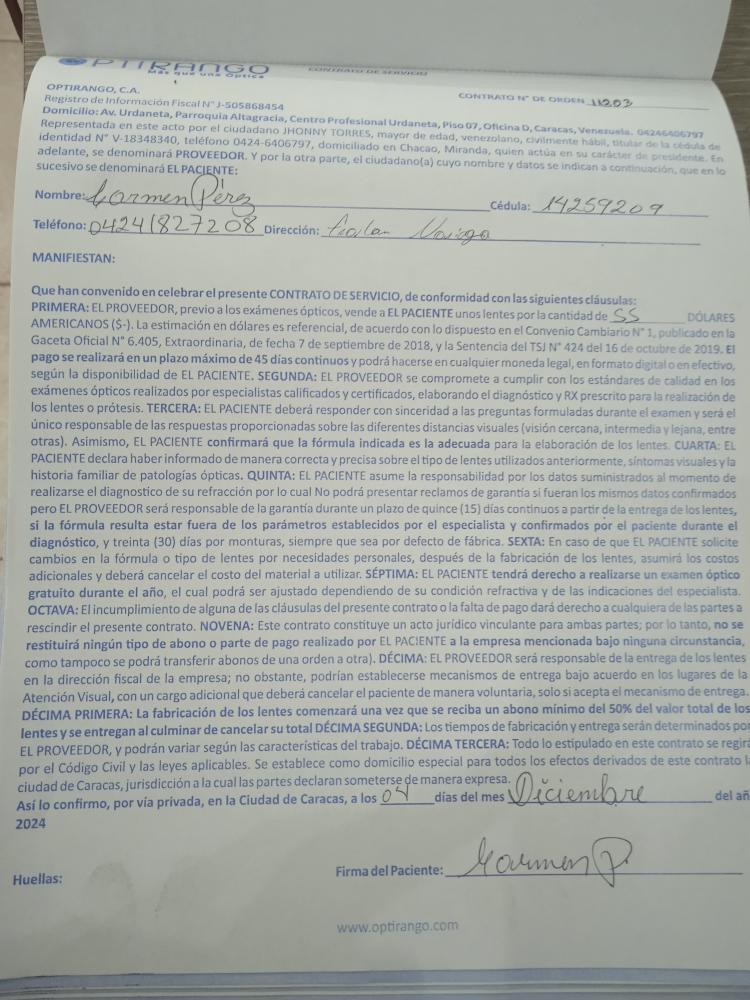 OPTIRANGO
Más que una Óptica
CONTRATO DE SERVICIO
OPTIRANGO, C.A.
CONTRATO N° DE ORDEN 11203
Registro de Información Fiscal N° J-505868454
Domicilio: Av. Urdaneta, Parroquia Altagracia, Centro Profesional Urdaneta, Piso 07, Oficina D, Caracas, Venezuela. 04246406797
Representada en este acto por el ciudadano JHONNY TORRES, mayor de edad, venezolano, civilmente hábil, titular de la cédula de
identidad N° V-18348340, teléfono 0424-6406797, domiciliado en Chacao, Miranda, quien actúa en su carácter de presidente. En
adelante, se denominará PROVEEDOR. Y por la otra parte, el ciudadano(a) cuyo nombre y datos se indican a continuación, que en lo
sucesivo se denominará EL PACIENTE:
Nombre: Carmen Pérez Cédula: 14259209
Teléfono: 04241827208 Dirección:
MANIFIESTAN:
Que han convenido en celebrar el presente CONTRATO DE SERVICIO, de conformidad con las siguientes cláusulas:
PRIMERA: EL PROVEEDOR, previo a los exámenes ópticos, vende a EL PACIENTE unos lentes por la cantidad de 55 DÓLARES
AMERICANOS ($-). La estimación en dólares es referencial, de acuerdo con lo dispuesto en el Convenio Cambiario N° 1, publicado en la
Gaceta Oficial N° 6.405, Extraordinaria, de fecha 7 de septiembre de 2018, y la Sentencia del TSJ N° 424 del 16 de octubre de 2019. El
pago se realizará en un plazo máximo de 45 días continuos y podrá hacerse en cualquier moneda legal, en formato digital o en efectivo,
según la disponibilidad de EL PACIENTE. SEGUNDA: EL PROVEEDOR se compromete a cumplir con los estándares de calidad en los
exámenes ópticos realizados por especialistas calificados y certificados, elaborando el diagnóstico y RX prescrito para la realización de
los lentes o prótesis. TERCERA: EL PACIENTE deberá responder con sinceridad a las preguntas formuladas durante el examen y será el
único responsable de las respuestas proporcionadas sobre las diferentes distancias visuales (visión cercana, intermedia y lejana, entre
otras). Asimismo, EL PACIENTE confirmará que la fórmula indicada es la adecuada para la elaboración de los lentes. CUARTA: EL
PACIENTE declara haber informado de manera correcta y precisa sobre el tipo de lentes utilizados anteriormente, síntomas visuales y la
historia familiar de patologías ópticas. QUINTA: EL PACIENTE asume la responsabilidad por los datos suministrados al momento de
realizarse el diagnostico de su refracción por lo cual No podrá presentar reclamos de garantía si fueran los mismos datos confirmados
pero EL PROVEEDOR será responsable de la garantía durante un plazo de quince (15) días continuos a partir de la entrega de los lentes,
si la fórmula resulta estar fuera de los parámetros establecidos por el especialista y confirmados por el paciente durante el
diagnóstico, y treinta (30) días por monturas, siempre que sea por defecto de fábrica. SEXTA: En caso de que EL PACIENTE solicite
cambios en la fórmula o tipo de lentes por necesidades personales, después de la fabricación de los lentes, asumirá los costos
adicionales y deberá cancelar el costo del material a utilizar. SÉPTIMA: EL PACIENTE tendrá derecho a realizarse un examen óptico
gratuito durante el año, el cual podrá ser ajustado dependiendo de su condición refractiva y de las indicaciones del especialista.
OCTAVA: El incumplimiento de alguna de las cláusulas del presente contrato o la falta de pago dará derecho a cualquiera de las partes a
rescindir el presente contrato. NOVENA: Este contrato constituye un acto jurídico vinculante para ambas partes; por lo tanto, no se
restituirá ningún tipo de abono o parte de pago realizado por EL PACIENTE a la empresa mencionada bajo ninguna circunstancia,
como tampoco se podrá transferir abonos de una orden a otra). DÉCIMA: EL PROVEEDOR será responsable de la entrega de los lentes
en la dirección fiscal de la empresa; no obstante, podrían establecerse mecanismos de entrega bajo acuerdo en los lugares de la
Atención Visual, con un cargo adicional que deberá cancelar el paciente de manera voluntaria, solo si acepta el mecanismo de entrega.
DÉCIMA PRIMERA: La fabricación de los lentes comenzará una vez que se reciba un abono mínimo del 50% del valor total de los
lentes y se entregan al culminar de cancelar su total DÉCIMA SEGUNDA: Los tiempos de fabricación y entrega serán determinados por
EL PROVEEDOR, y podrán variar según las características del trabajo. DÉCIMA TERCERA: Todo lo estipulado en este contrato se regirá
por el Código Civil y las leyes aplicables. Se establece como domicilio especial para todos los efectos derivados de este contrato l
ciudad de Caracas, jurisdicción a la cual las partes declaran someterse de manera expresa.
Así lo confirmo, por vía privada, en la Ciudad de Caracas, a los 04 días del mes Diciembre del añ
2024
Huellas:
Firma del Paciente: Carmen P.
www.optirango.com